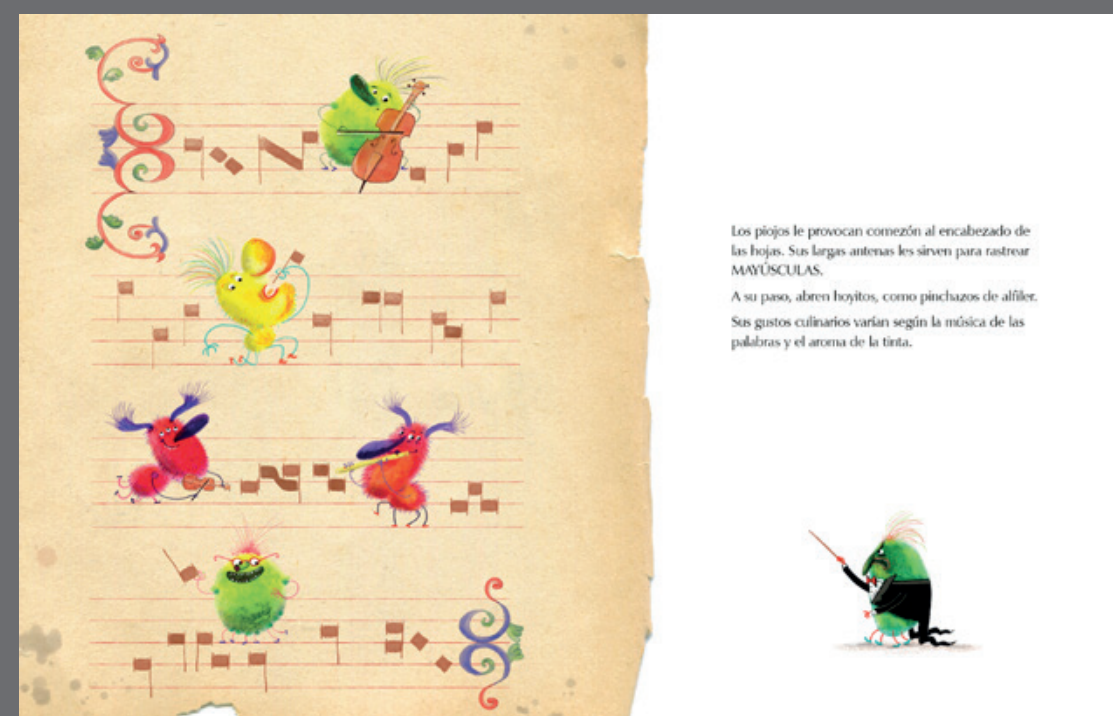 Los piojos le provocan comezón al encabezado de
las hojas. Sus largas antenas les sirven para rastrear
MAYÚSCULAS.
A su paso, abren hoyitos, como pinchazos de alfiler.
Sus gustos culinarios varían según la música de las
palabras y el aroma de la tinta.